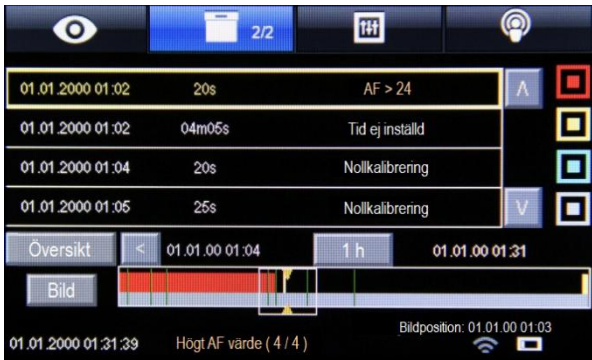 2/2
01.01.2000 01:02 20s AF > 24
01.01.2000 01:02 04m05s Tid ej inställd
01.01.2000 01:04 20s Nollkalibrering
01.01.2000 01:05 25s Nollkalibrering
Översikt < 01.01.00 01:04 1 h 01.01.00 01:31
Bild
Bildposition: 01.01.00 01:03
01.01.2000 01:31:39 Högt AF värde ( 4 / 4 )